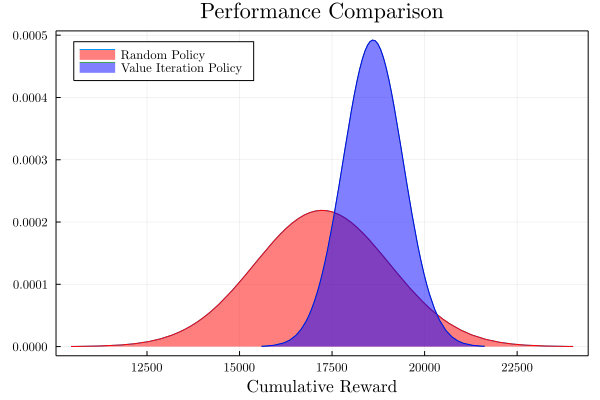 Performance Comparison
Random Policy
Value Iteration Policy
0.0005
0.0004
0.0003
0.0002
0.0001
0.0000
12500 15000 17500 20000 22500
Cumulative Reward